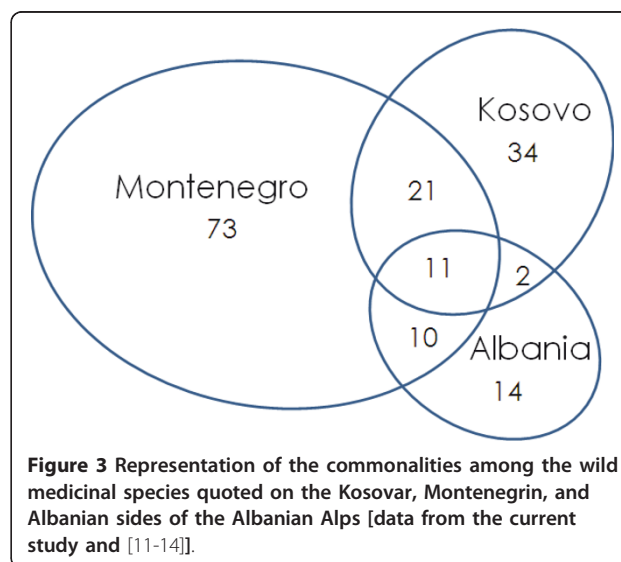 Kosovo
34
Montenegro
73
21
11
2
10
Albania
14
Figure 3 Representation of the commonalities among the wild
medicinal species quoted on the Kosovar, Montenegrin, and
Albanian sides of the Albanian Alps [data from the current
study and [11-14]].